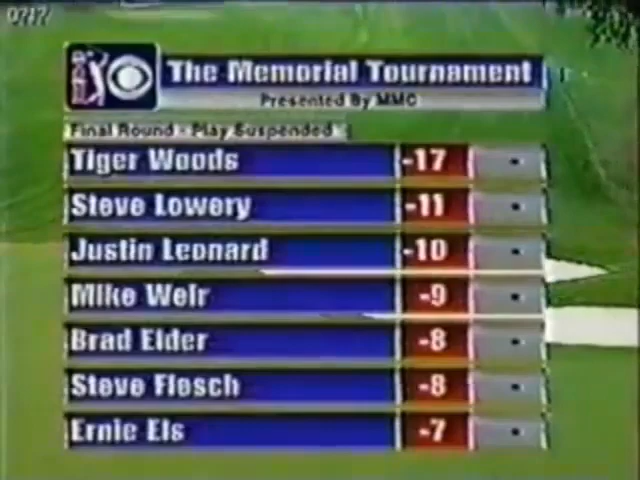 The Memorial Tournament
Presented By MMC
Final Round - Play Suspended
Tiger Woods -17 -
Steve Lowery -11 -
Justin Leonard -10 -
Mike Weir -9 -
Brad Elder -8 -
Steve Flesch -8 -
Ernie Els -7 -